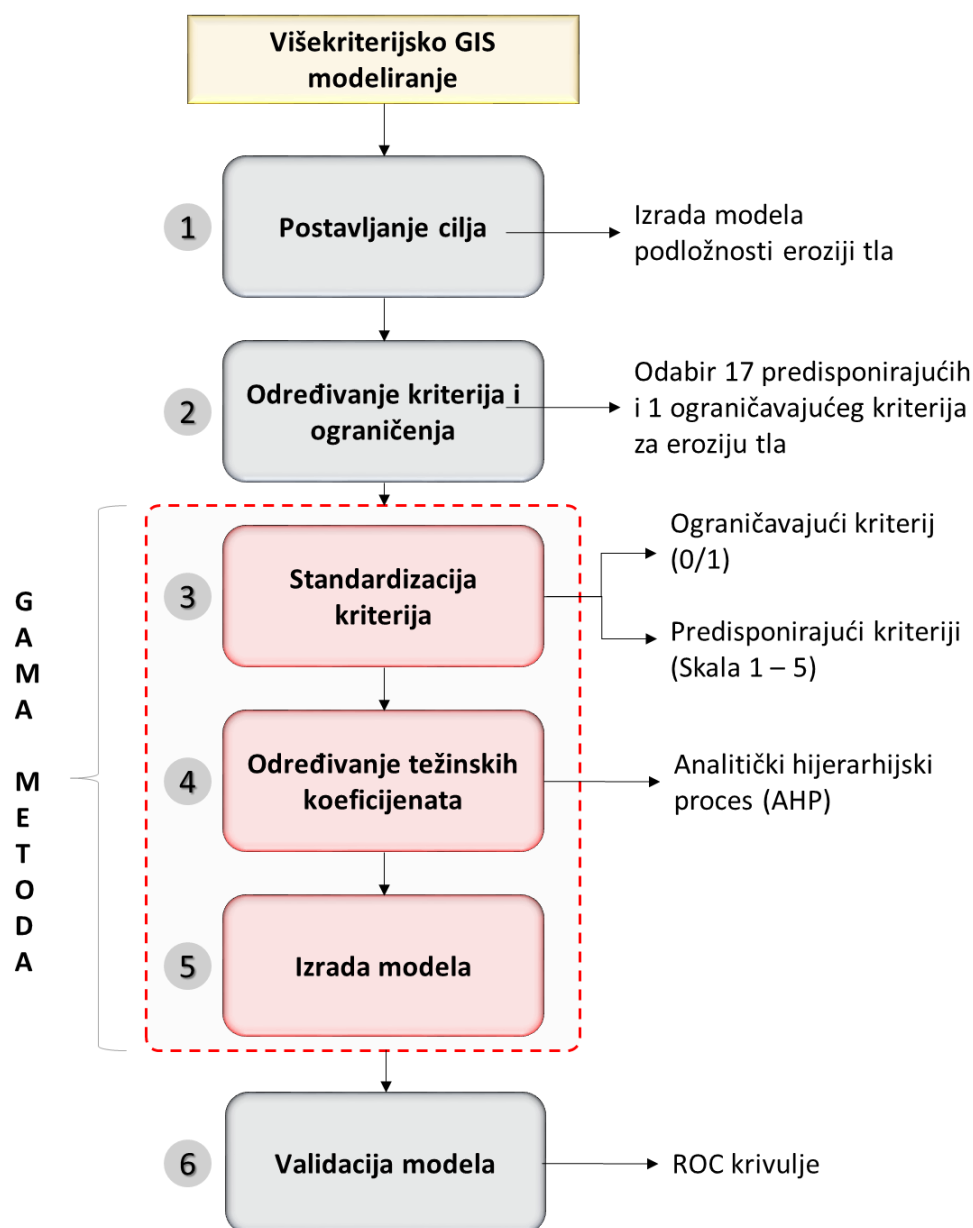 Višekriterijsko GIS
modeliranje
1
Postavljanje cilja
Izrada modela
podložnosti eroziji tla
2
Određivanje kriterija i
ograničenja
Odabir 17 predisponirajućih
i 1 ograničavajućeg kriterija
za eroziju tla
G
A
M
A
M
E
T
O
D
A
3
Standardizacija
kriterija
Ograničavajući kriterij
(0/1)
Predisponirajući kriteriji
(Skala 1 – 5)
4
Određivanje težinskih
koeficijenata
Analitički hijerarhijski
proces (AHP)
5
Izrada modela
6
Validacija modela
ROC krivulje